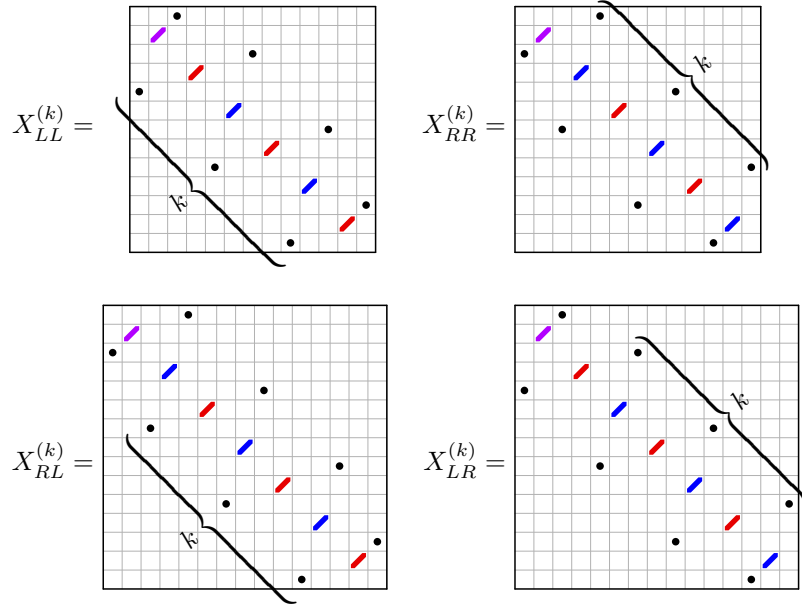 X_{LL}^{(k)} =
k
X_{RR}^{(k)} =
k
X_{RL}^{(k)} =
k
X_{LR}^{(k)} =
k